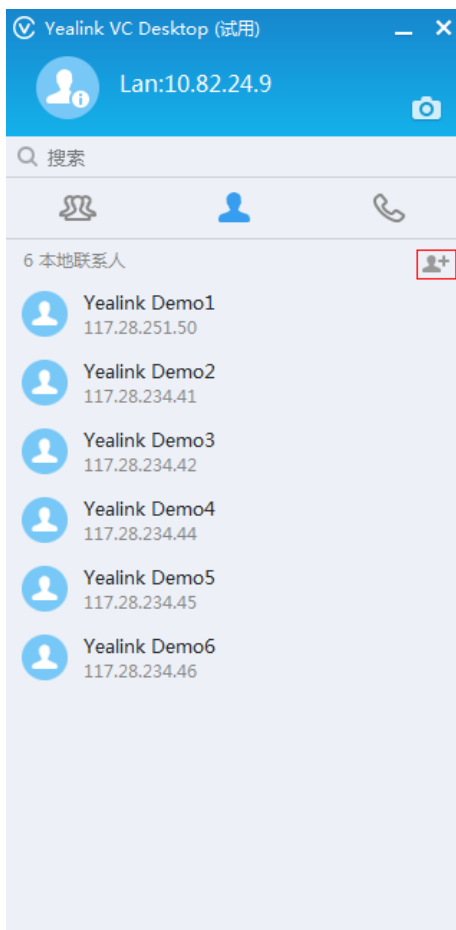 Yealink VC Desktop (试用)
Lan:10.82.24.9
搜索
6 本地联系人
Yealink Demo1
117.28.251.50
Yealink Demo2
117.28.234.41
Yealink Demo3
117.28.234.42
Yealink Demo4
117.28.234.44
Yealink Demo5
117.28.234.45
Yealink Demo6
117.28.234.46